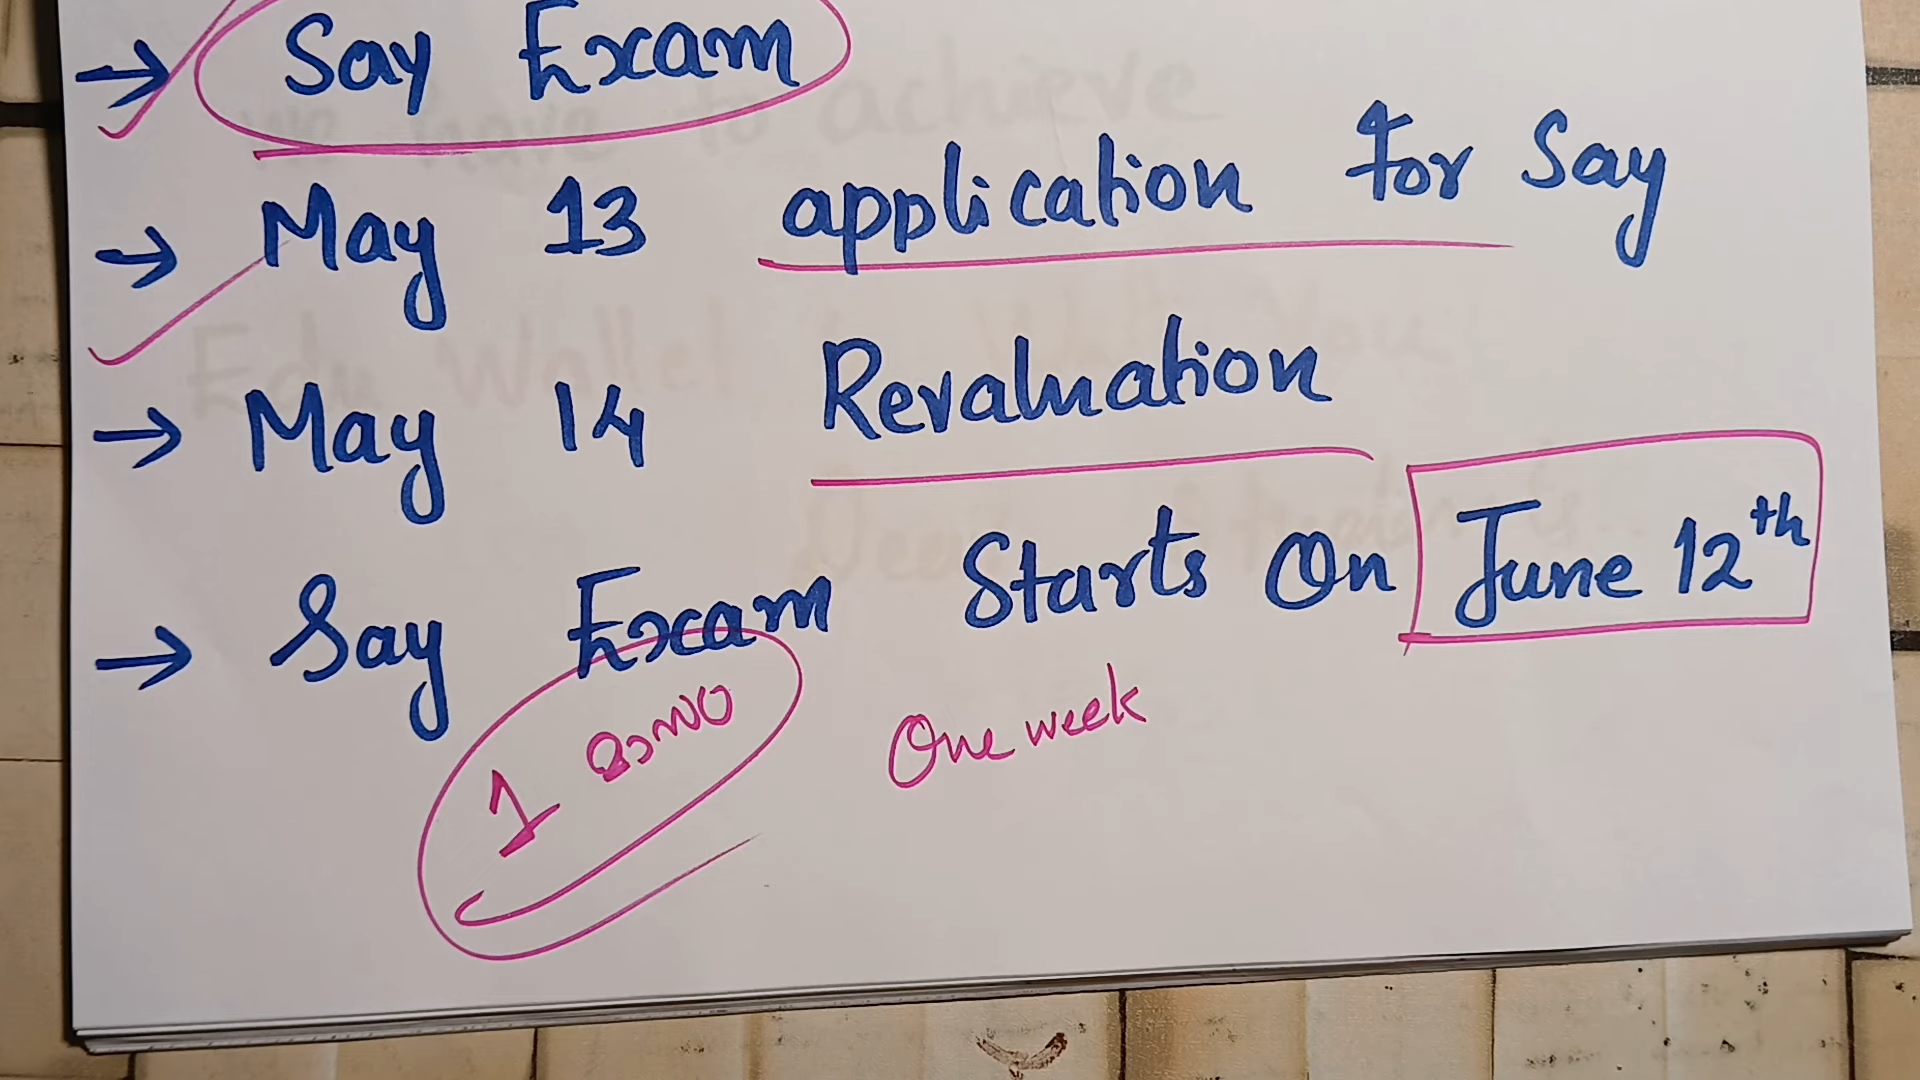 → Say Exam
→ May 13 application for Say
→ May 14 Revaluation
→ Say Exam Starts On June 12th
1 മാസം One week